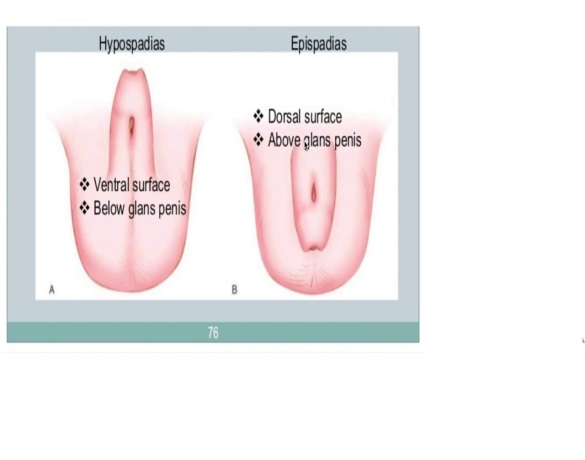 Hypospadias
Epispadias
❖ Ventral surface
❖ Below glans penis
❖ Dorsal surface
❖ Above glans penis
A
B
76